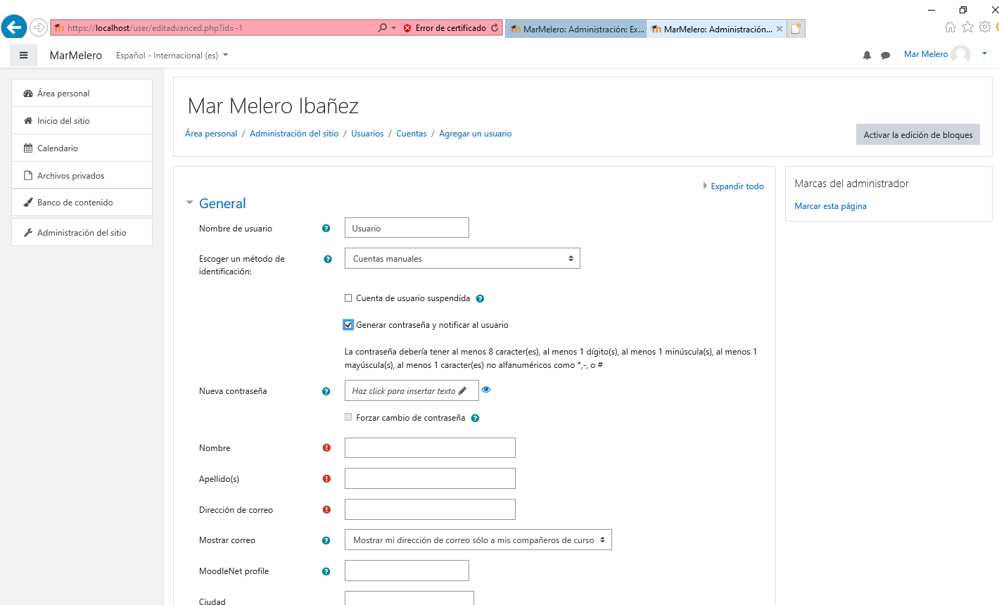 https://localhost/user/editadvanced.php?id=-1
Error de certificado
MarMelero: Administración: Ex...
MarMelero: Administración...
MarMelero
Español - Internacional (es)
Mar Melero
Área personal
Inicio del sitio
Calendario
Archivos privados
Banco de contenido
Administración del sitio
Mar Melero Ibañez
Área personal / Administración del sitio / Usuarios / Cuentas / Agregar un usuario
Activar la edición de bloques
Expandir todo
General
Nombre de usuario
Usuario
Escoger un método de
identificación:
Cuentas manuales
Cuenta de usuario suspendida
Generar contraseña y notificar al usuario
La contraseña debería tener al menos 8 caracter(es), al menos 1 dígito(s), al menos 1 minúscula(s), al menos 1
mayúscula(s), al menos 1 caracter(es) no alfanuméricos como *,-, o #
Nueva contraseña
Haz click para insertar texto
Forzar cambio de contraseña
Nombre
Apellido(s)
Dirección de correo
Mostrar correo
Mostrar mi dirección de correo sólo a mis compañeros de curso
MoodleNet profile
Ciudad
Marcas del administrador
Marcar esta página